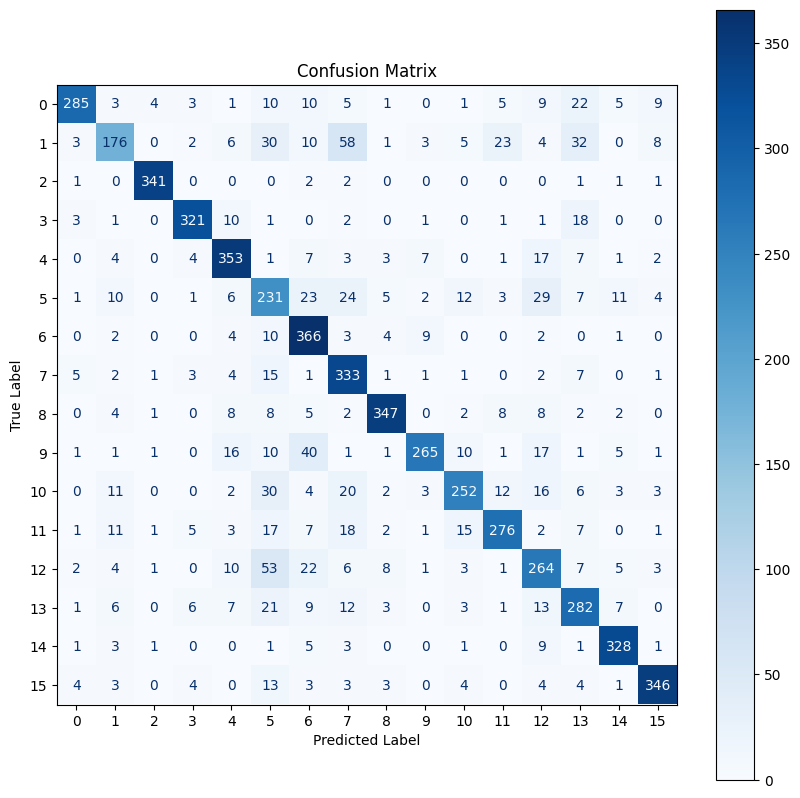 Confusion Matrix
0 285 3 4 3 1 10 10 5 1 0 1 5 9 22 5 9
1 3 176 0 2 6 30 10 58 1 3 5 23 4 32 0 8
2 1 0 341 0 0 0 2 2 0 0 0 0 0 1 1 1
3 3 1 0 321 10 1 0 2 0 1 0 1 1 18 0 0
4 0 4 0 4 353 1 7 3 3 7 0 1 17 7 1 2
5 1 10 0 1 6 231 23 24 5 2 12 3 29 7 11 4
6 0 2 0 0 4 10 366 3 4 9 0 0 2 0 1 0
7 5 2 1 3 4 15 1 333 1 1 1 0 2 7 0 1
8 0 4 1 0 8 8 5 2 347 0 2 8 8 2 2 0
9 1 1 1 0 16 10 40 1 1 265 10 1 17 1 5 1
10 0 11 0 0 2 30 4 20 2 3 252 12 16 6 3 3
11 1 11 1 5 3 17 7 18 2 1 15 276 2 7 0 1
12 2 4 1 0 10 53 22 6 8 1 3 1 264 7 5 3
13 1 6 0 6 7 21 9 12 3 0 3 1 13 282 7 0
14 1 3 1 0 0 1 5 3 0 0 1 0 9 1 328 1
15 4 3 0 4 0 13 3 3 3 0 4 0 4 4 1 346
0 1 2 3 4 5 6 7 8 9 10 11 12 13 14 15
Predicted Label
True Label
350
300
250
200
150
100
50
0